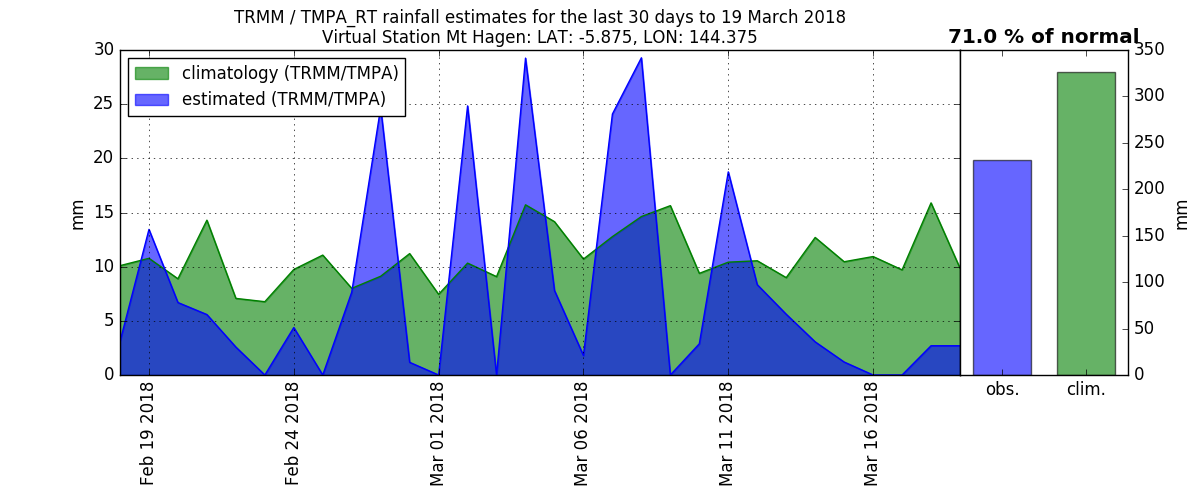 TRMM / TMPA_RT rainfall estimates for the last 30 days to 19 March 2018
Virtual Station Mt Hagen: LAT: -5.875, LON: 144.375
71.0 % of normal
climatology (TRMM/TMPA)
estimated (TRMM/TMPA)
30
25
20
15
10
5
0
mm
Feb 19 2018
Feb 24 2018
Mar 01 2018
Mar 06 2018
Mar 11 2018
Mar 16 2018
350
300
250
200
150
100
50
0
mm
obs.
clim.